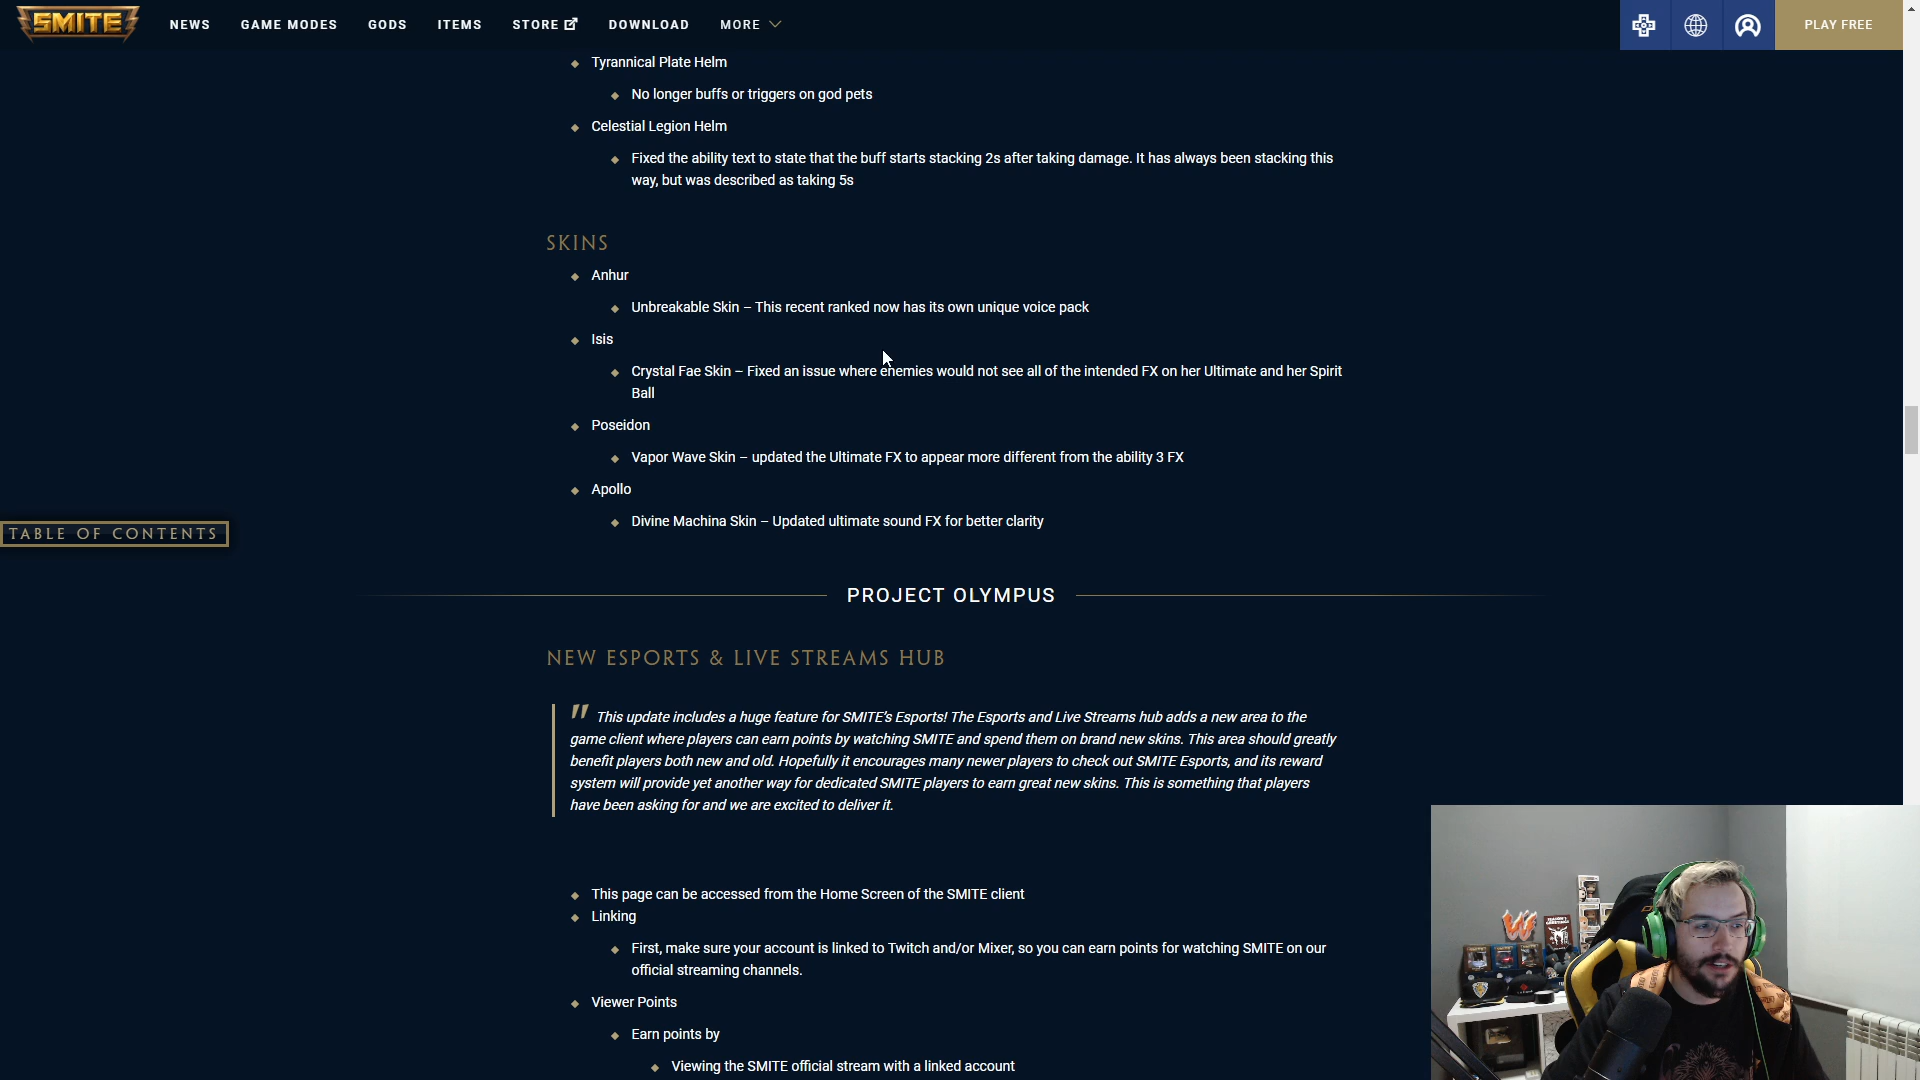 SMITE NEWS GAME MODES GODS ITEMS STORE DOWNLOAD MORE PLAY FREE
Tyrannical Plate Helm
No longer buffs or triggers on god pets
Celestial Legion Helm
Fixed the ability text to state that the buff starts stacking 2s after taking damage. It has always been stacking this
way, but was described as taking 5s
SKINS
Anhur
Unbreakable Skin – This recent ranked now has its own unique voice pack
Isis
Crystal Fae Skin – Fixed an issue where enemies would not see all of the intended FX on her Ultimate and her Spirit
Ball
Poseidon
Vapor Wave Skin – updated the Ultimate FX to appear more different from the ability 3 FX
Apollo
Divine Machina Skin – Updated ultimate sound FX for better clarity
TABLE OF CONTENTS
PROJECT OLYMPUS
NEW ESPORTS & LIVE STREAMS HUB
" This update includes a huge feature for SMITE's Esports! The Esports and Live Streams hub adds a new area to the
game client where players can earn points by watching SMITE and spend them on brand new skins. This area should greatly
benefit players both new and old. Hopefully it encourages many newer players to check out SMITE Esports, and its reward
system will provide yet another way for dedicated SMITE players to earn great new skins. This is something that players
have been asking for and we are excited to deliver it.
This page can be accessed from the Home Screen of the SMITE client
Linking
First, make sure your account is linked to Twitch and/or Mixer, so you can earn points for watching SMITE on our
official streaming channels.
Viewer Points
Earn points by
Viewing the SMITE official stream with a linked account